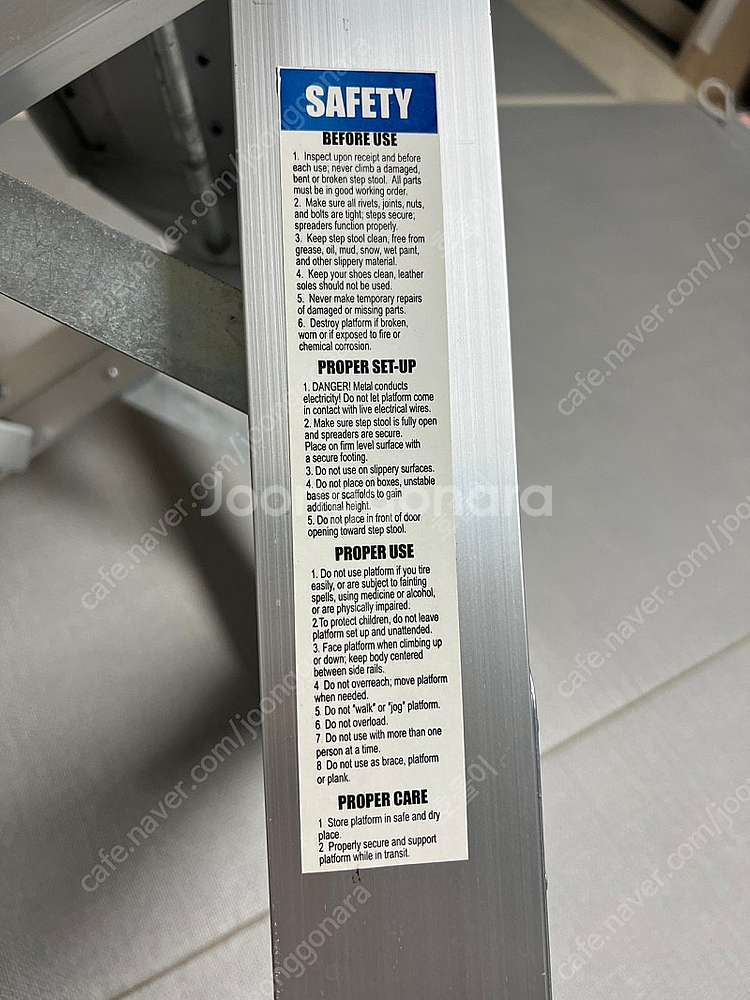 SAFETY
BEFORE USE
1. Inspect upon receipt and before
each use; never climb a damaged,
bent or broken step stool. All parts
must be in good working order.
2. Make sure all rivets, joints, nuts,
and bolts are tight; steps secure;
spreaders function properly.
3. Keep step stool clean, free from
grease, oil, mud, snow, wet paint,
and other slippery material.
4. Keep your shoes clean, leather
soles should not be used.
5. Never make temporary repairs
of damaged or missing parts.
6. Destroy platform if broken,
worn or if exposed to fire or
chemical corrosion.
PROPER SET-UP
1. DANGER! Metal conducts
electricity! Do not let platform come
in contact with live electrical wires.
2. Make sure step stool is fully open
and spreaders are secure.
Place on firm level surface with
a secure footing.
3. Do not use on slippery surfaces.
4. Do not place on boxes, unstable
bases or scaffolds to gain
additional height.
5. Do not place in front of door
opening toward step stool.
PROPER USE
1. Do not use platform if you tire
easily, or are subject to fainting
spells, using medicine or alcohol,
or are physically impaired.
2.To protect children, do not leave
platform set up and unattended.
3. Face platform when climbing up
or down; keep body centered
between side rails.
4 Do not overreach; move platform
when needed.
5 Do not "walk" or "jog" platform.
6 Do not overload.
7 Do not use with more than one
person at a time.
8 Do not use as brace, platform
or plank.
PROPER CARE
1 Store platform in safe and dry
place.
2 Properly secure and support
platform while in transit.
Joonggonara
cafe.naver.com/joonggonara